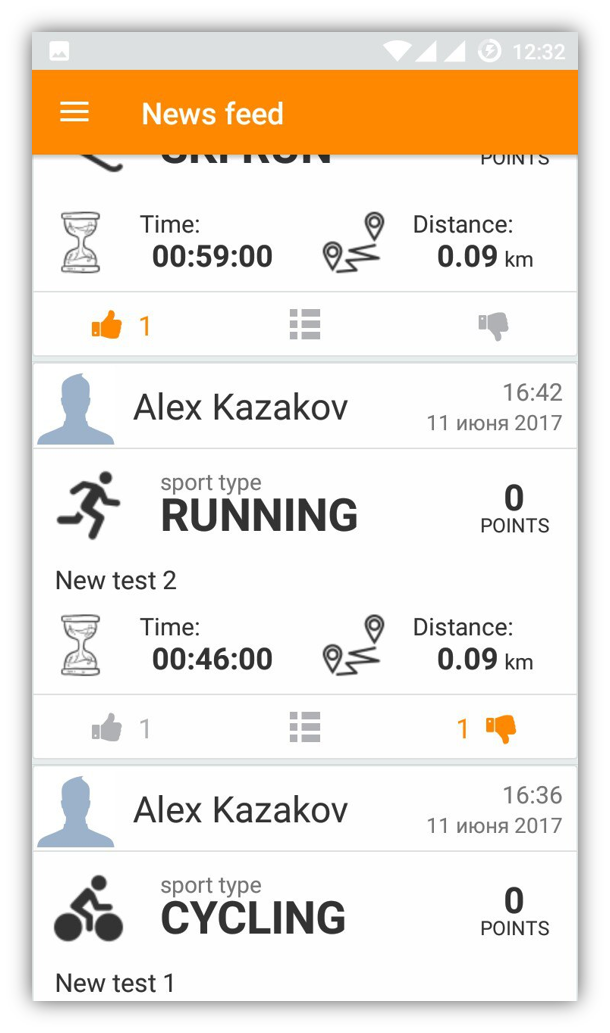 12:32
News feed
SKI RUN
POINTS
Time:
Distance:
00:59:00
0.09 km
1
Alex Kazakov
16:42
11 июня 2017
sport type
RUNNING
0
POINTS
New test 2
Time:
Distance:
00:46:00
0.09 km
1
1
Alex Kazakov
16:36
11 июня 2017
sport type
CYCLING
0
POINTS
New test 1